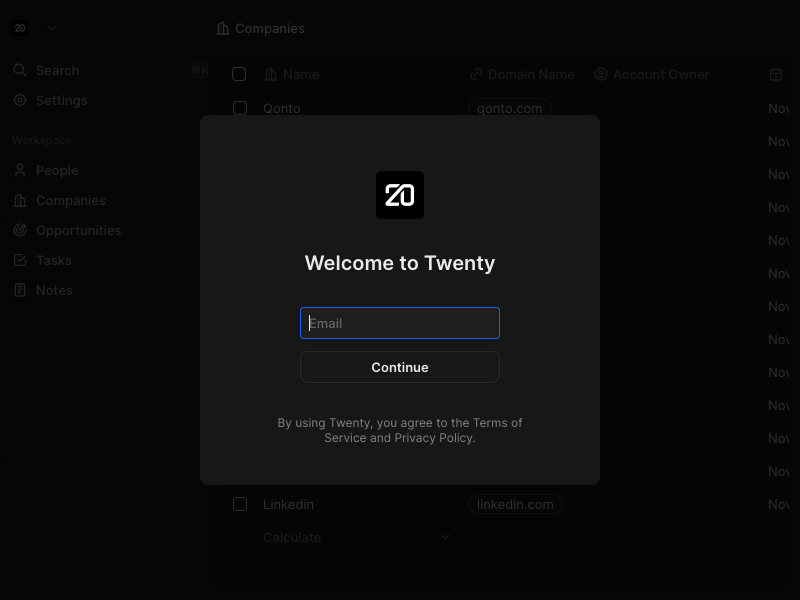 20
Companies
Search
⌘K
Settings
Workspace
People
Companies
Opportunities
Tasks
Notes
Name
Domain Name
Account Owner
Qonto
qonto.com
Nov
Nov
Nov
Nov
Nov
Nov
Nov
Nov
Nov
Nov
Nov
Nov
20
Welcome to Twenty
Email
Continue
By using Twenty, you agree to the Terms of
Service and Privacy Policy.
Linkedin
linkedin.com
Nov
Calculate